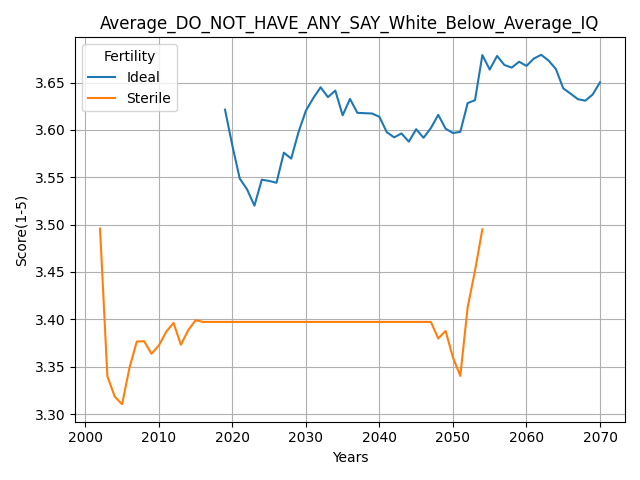 Average_DO_NOT_HAVE_ANY_SAY_White_Below_Average_IQ
Fertility
Ideal
Sterile
Score(1-5)
3.65
3.60
3.55
3.50
3.45
3.40
3.35
3.30
2000 2010 2020 2030 2040 2050 2060 2070
Years